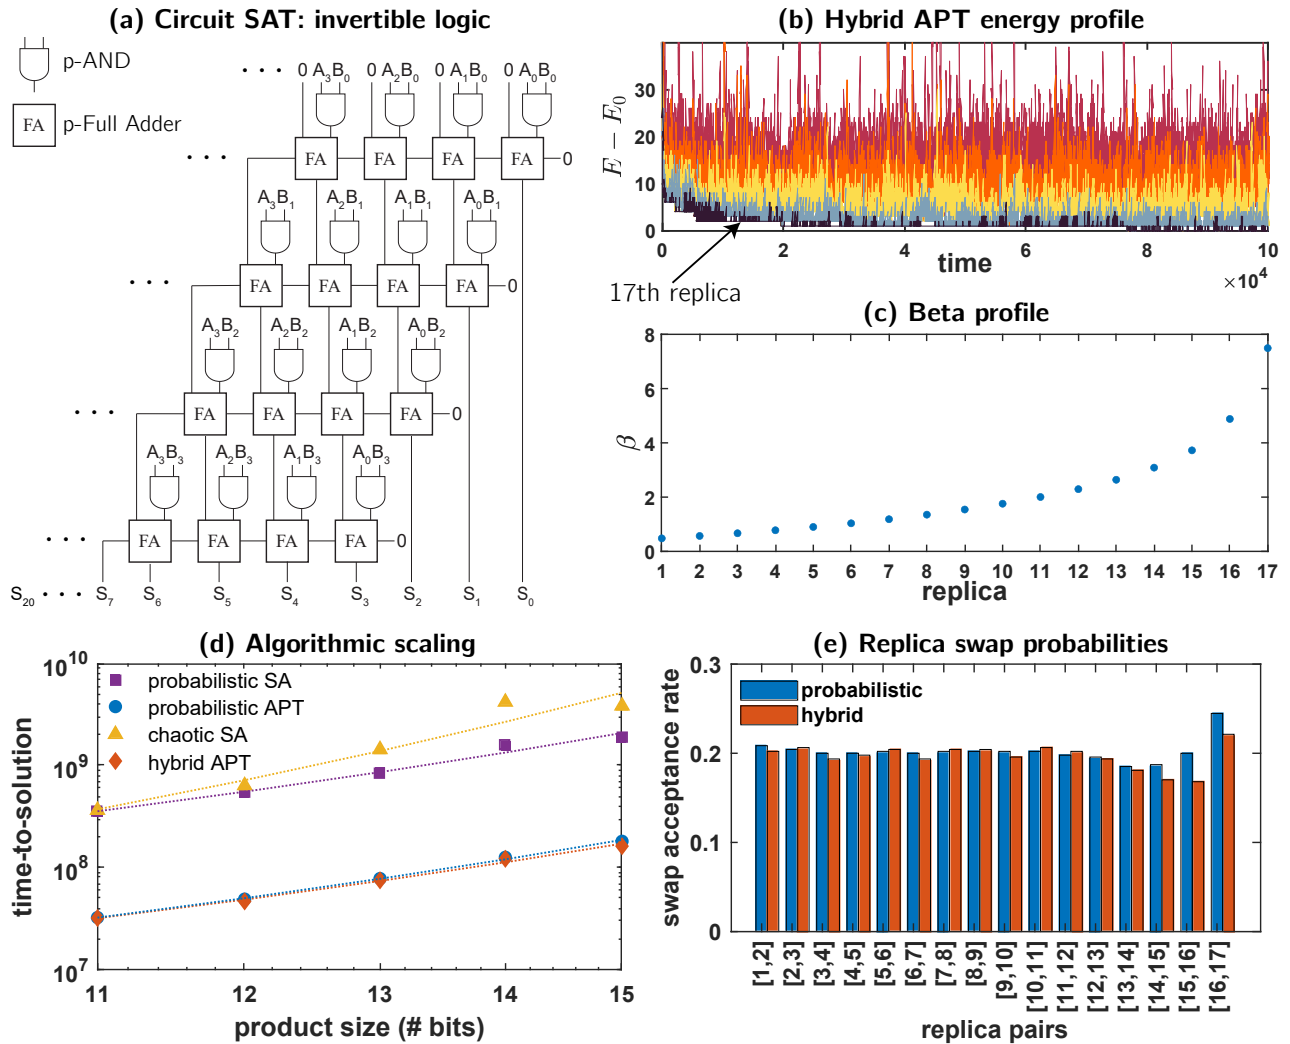 (a) Circuit SAT: invertible logic
p-AND
FA p-Full Adder
0 A3B0 0 A2B0 0 A1B0 0 A0B0
FA FA FA FA 0
A3B1 A2B1 A1B1 A0B1
FA FA FA FA 0
A3B2 A2B2 A1B2 A0B2
FA FA FA FA 0
A3B3 A2B3 A1B3 A0B3
FA FA FA FA 0
S20 S7 S6 S5 S4 S3 S2 S1 S0
(b) Hybrid APT energy profile
E − E0
30
20
10
0
0 2 4 6 8 10
time
×10^4
17th replica
(c) Beta profile
β
8
6
4
2
0
1 2 3 4 5 6 7 8 9 10 11 12 13 14 15 16 17
replica
(d) Algorithmic scaling
time-to-solution
10^10
10^9
10^8
10^7
probabilistic SA
probabilistic APT
chaotic SA
hybrid APT
11 12 13 14 15
product size (# bits)
(e) Replica swap probabilities
swap acceptance rate
0.3
0.2
0.1
0
probabilistic
hybrid
[1,2]
[2,3]
[3,4]
[4,5]
[5,6]
[6,7]
[7,8]
[8,9]
[9,10]
[10,11]
[11,12]
[12,13]
[13,14]
[14,15]
[15,16]
[16,17]
replica pairs